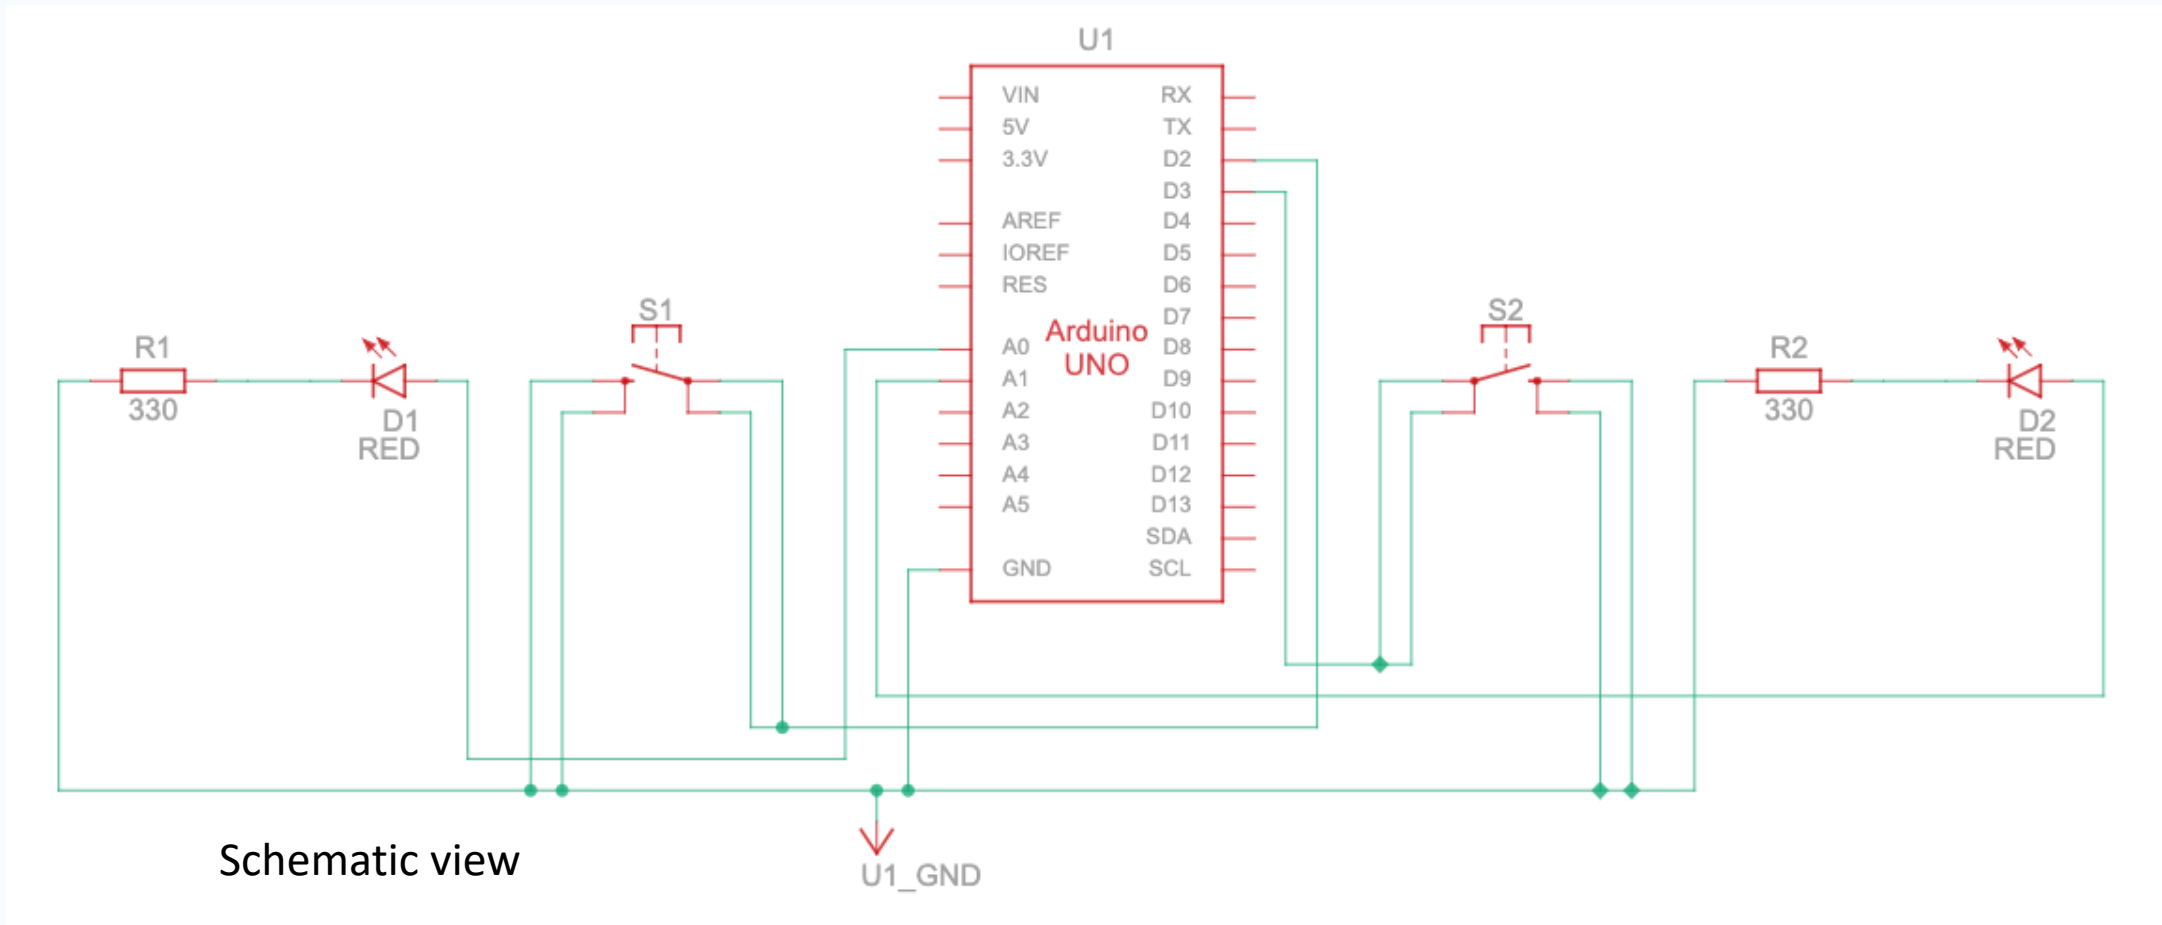 U1
VIN RX
5V TX
3.3V D2
D3
AREF D4
IOREF D5
RES D6
D7
Arduino
UNO
A0 D8
A1 D9
A2 D10
A3 D11
A4 D12
A5 D13
SDA
GND SCL
R1
330
D1
RED
S1
S2
R2
330
D2
RED
Schematic view
U1_GND